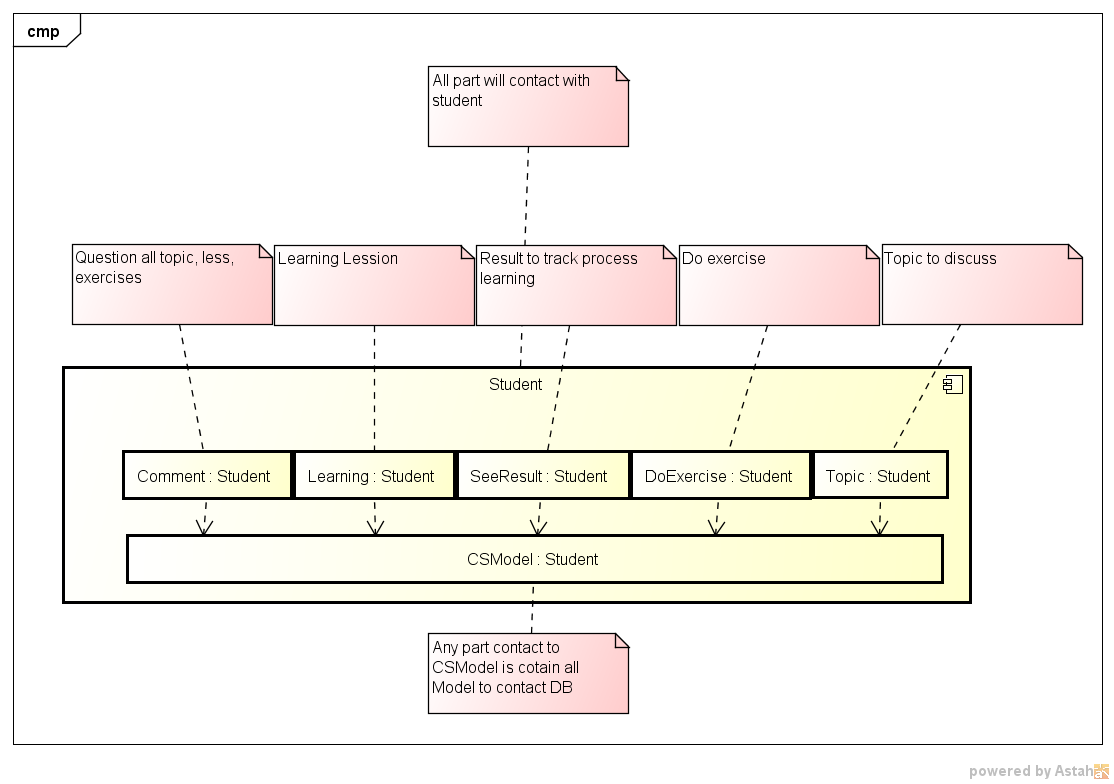 cmp
All part will contact with
student
Question all topic, less,
exercises
Learning Lession
Result to track process
learning
Do exercise
Topic to discuss
Student
Comment : Student
Learning : Student
SeeResult : Student
DoExercise : Student
Topic : Student
CSModel : Student
Any part contact to
CSModel is cotain all
Model to contact DB
powered by Astah